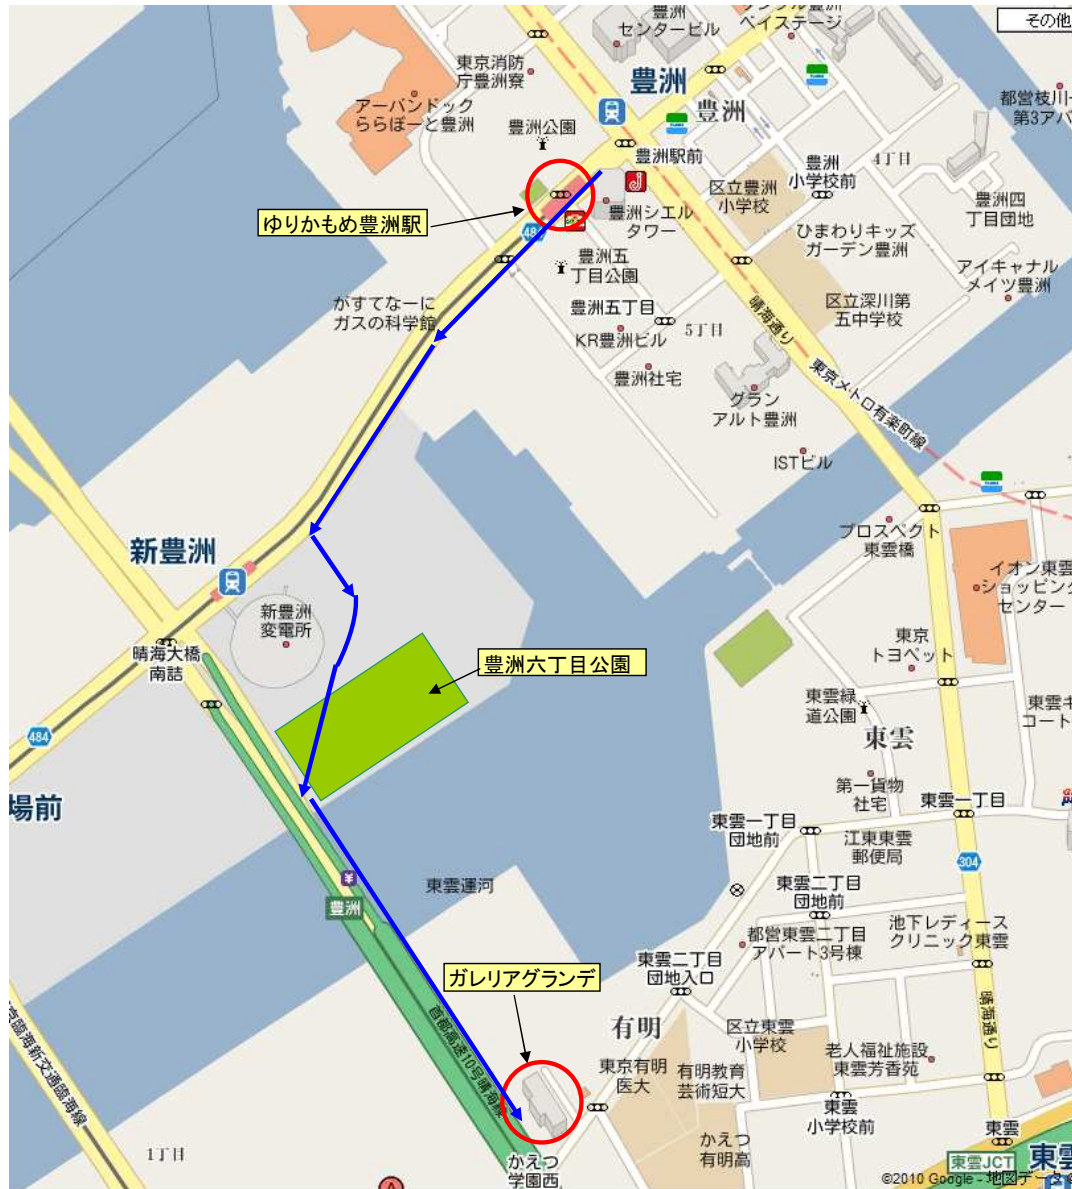 その他
豊洲
センタービル
ベイステージ
東京消防
庁豊洲寮
豊洲
豊洲
アーバンドック
ららぽーと豊洲
豊洲公園
豊洲駅前
都営枝川一
第3アパ
4丁目
豊洲
小学校前
区立豊洲
小学校
豊洲四
丁目団地
ゆりかもめ豊洲駅
豊洲シエル
タワー
ひまわりキッズ
ガーデン豊洲
484
豊洲五
丁目公園
アイキャナル
メイツ豊洲
がすてなーに
ガスの科学館
豊洲五丁目
5丁目
晴海通り
区立深川第
五中学校
KR豊洲ビル
豊洲社宅
グラン
アルト豊洲
東京メトロ有楽町線
ISTビル
プロスペクト
東雲橋
新豊洲
イオン東雲
ショッピング
センター
新豊洲
変電所
東京
トヨペット
晴海大橋
南詰
豊洲六丁目公園
東雲緑
道公園
東雲キ
コート
東雲
484
第一貨物
社宅
東雲一丁目
場前
東雲一丁目
団地前
江東東雲
郵便局
304
東雲運河
東雲二丁目
団地前
豊洲
池下レディース
クリニック東雲
都営東雲二丁目
アパート3号棟
東雲二丁目
団地入口
ガレリアグランデ
晴海通り
首都高速10号晴海線
有明
区立東雲
小学校
京臨海新交通臨海線
東京有明
医大
有明教育
芸術短大
老人福祉施設
東雲芳香苑
東雲
小学校前
東雲
かえつ
有明高
1丁目
かえつ
学園西
東雲JCT
東雲
©2010 Google - 地図データ ©